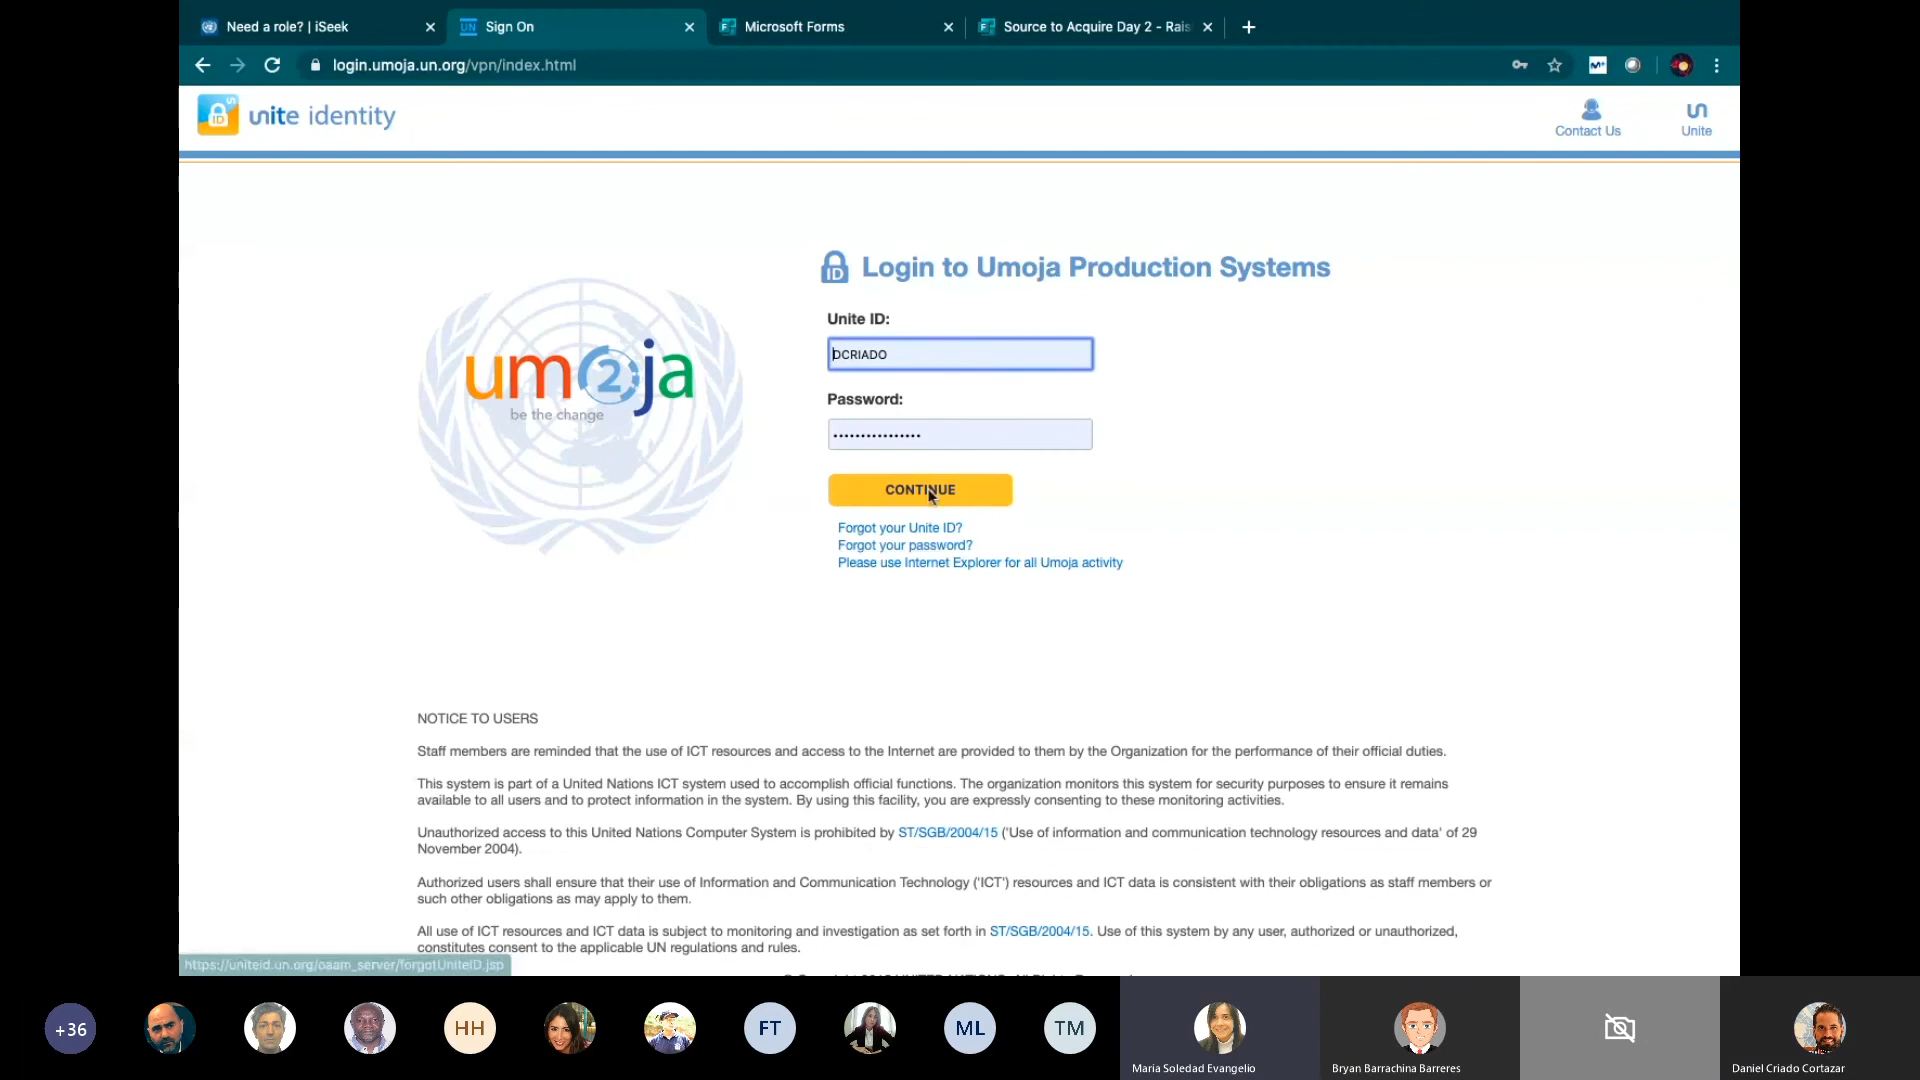 Need a role? | iSeek
UN Sign On
Microsoft Forms
Source to Acquire Day 2 - Rais
login.umoja.un.org/vpn/index.html
ID unite identity
Contact Us
Unite
ID Login to Umoja Production Systems
Unite ID:
DCRIADO
umoja 2
be the change
Password:
••••••••••••••••
CONTINUE
Forgot your Unite ID?
Forgot your password?
Please use Internet Explorer for all Umoja activity
NOTICE TO USERS
Staff members are reminded that the use of ICT resources and access to the Internet are provided to them by the Organization for the performance of their official duties.
This system is part of a United Nations ICT system used to accomplish official functions. The organization monitors this system for security purposes to ensure it remains
available to all users and to protect information in the system. By using this facility, you are expressly consenting to these monitoring activities.
Unauthorized access to this United Nations Computer System is prohibited by ST/SGB/2004/15 ('Use of information and communication technology resources and data' of 29
November 2004).
Authorized users shall ensure that their use of Information and Communication Technology ('ICT') resources and ICT data is consistent with their obligations as staff members or
such other obligations as may apply to them.
All use of ICT resources and ICT data is subject to monitoring and investigation as set forth in ST/SGB/2004/15. Use of this system by any user, authorized or unauthorized,
constitutes consent to the applicable UN regulations and rules.
https://uniteid.un.org/oaam_server/forgotUniteID.jsp
+36
HH
FT
ML
TM
Maria Soledad Evangelio
Bryan Barrachina Barreres
Daniel Criado Cortazar